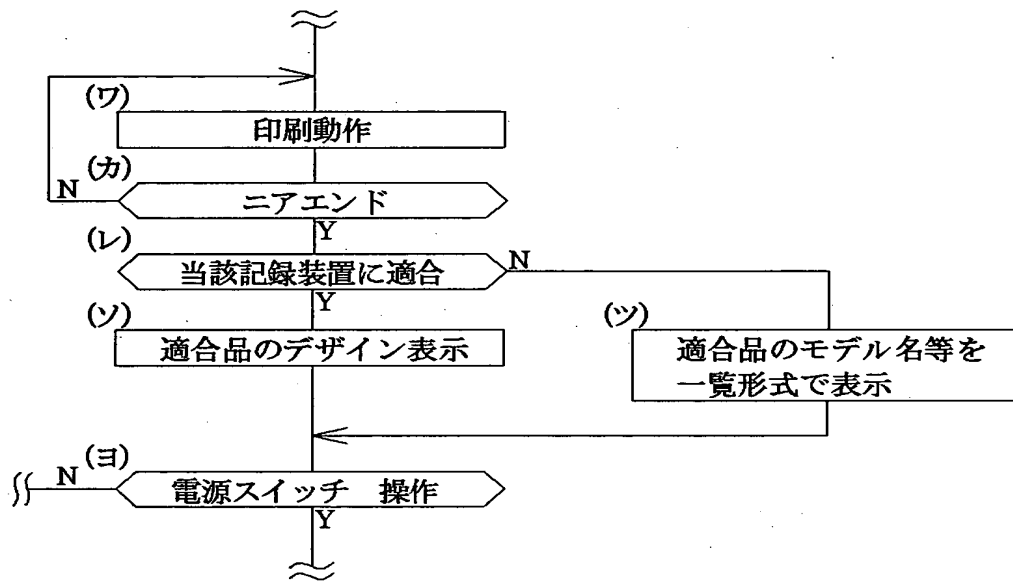 (ワ)
印刷動作
(カ)
N
ニアエンド
Y
(レ)
当該記録装置に適合
N
Y
(ソ)
適合品のデザイン表示
(ツ)
適合品のモデル名等を
一覧形式で表示
(ヨ)
N
電源スイッチ 操作
Y